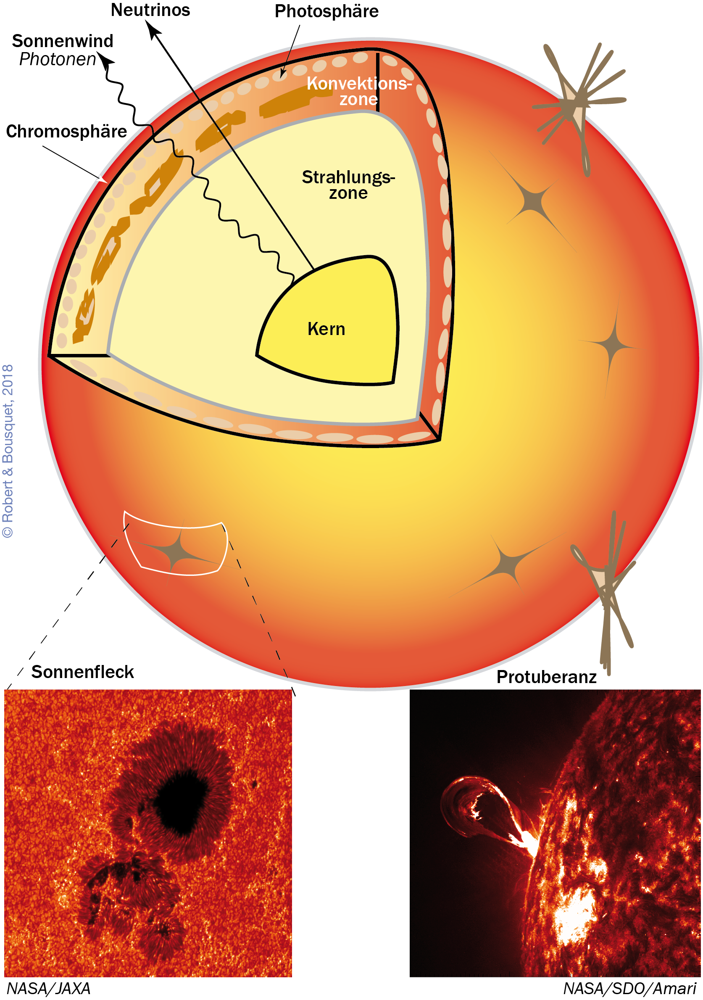 Neutrinos
Photosphäre
Sonnenwind
Photonen
Konvektions-
zone
Chromosphäre
Strahlungs-
zone
Kern
© Robert & Bousquet, 2018
Sonnenfleck
Protuberanz
NASA/JAXA
NASA/SDO/Amari